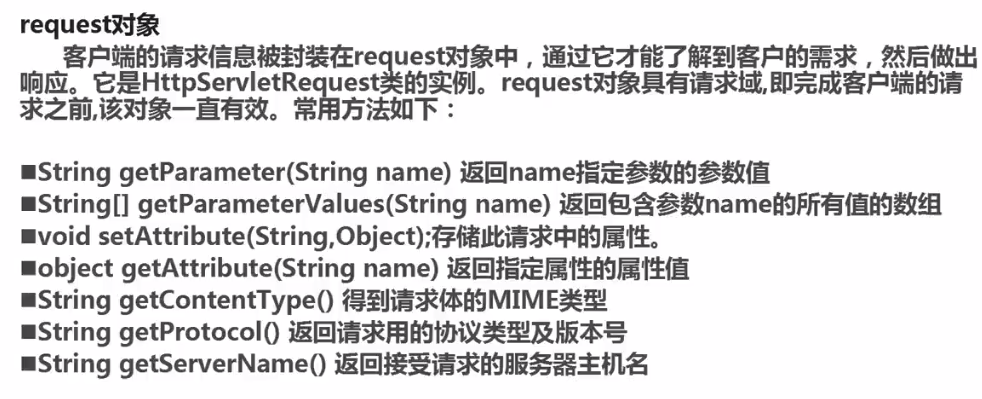 request对象
客户端的请求信息被封装在request对象中，通过它才能了解到客户的需求，然后做出
响应。它是HttpServletRequest类的实例。request对象具有请求域,即完成客户端的请
求之前,该对象一直有效。常用方法如下：
■String getParameter(String name) 返回name指定参数的参数值
■String[] getParameterValues(String name) 返回包含参数name的所有值的数组
■void setAttribute(String,Object);存储此请求中的属性。
■object getAttribute(String name) 返回指定属性的属性值
■String getContentType() 得到请求体的MIME类型
■String getProtocol() 返回请求用的协议类型及版本号
■String getServerName() 返回接受请求的服务器主机名